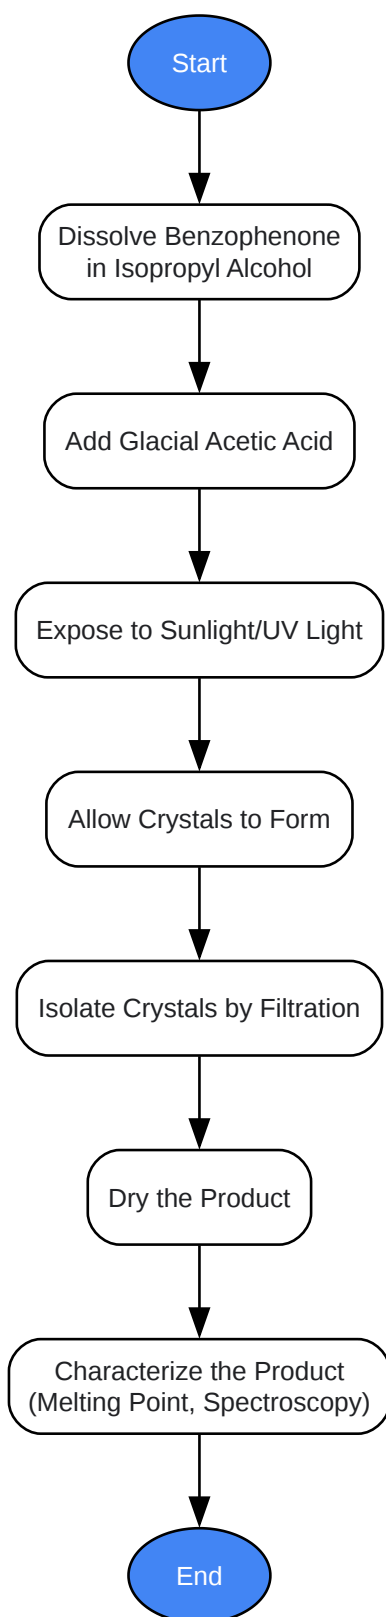 Start
Dissolve Benzophenone
in Isopropyl Alcohol
Add Glacial Acetic Acid
Expose to Sunlight/UV Light
Allow Crystals to Form
Isolate Crystals by Filtration
Dry the Product
Characterize the Product
(Melting Point, Spectroscopy)
End